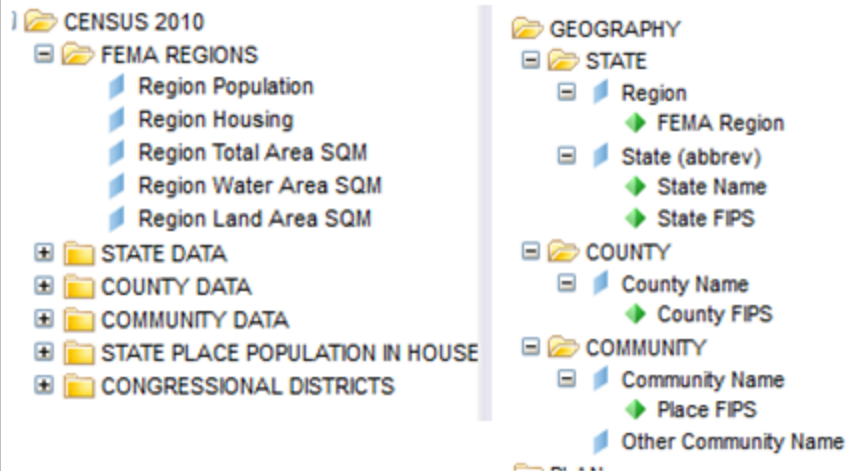 CENSUS 2010
FEMA REGIONS
Region Population
Region Housing
Region Total Area SQM
Region Water Area SQM
Region Land Area SQM
STATE DATA
COUNTY DATA
COMMUNITY DATA
STATE PLACE POPULATION IN HOUSE
CONGRESSIONAL DISTRICTS
GEOGRAPHY
STATE
Region
FEMA Region
State (abbrev)
State Name
State FIPS
COUNTY
County Name
County FIPS
COMMUNITY
Community Name
Place FIPS
Other Community Name